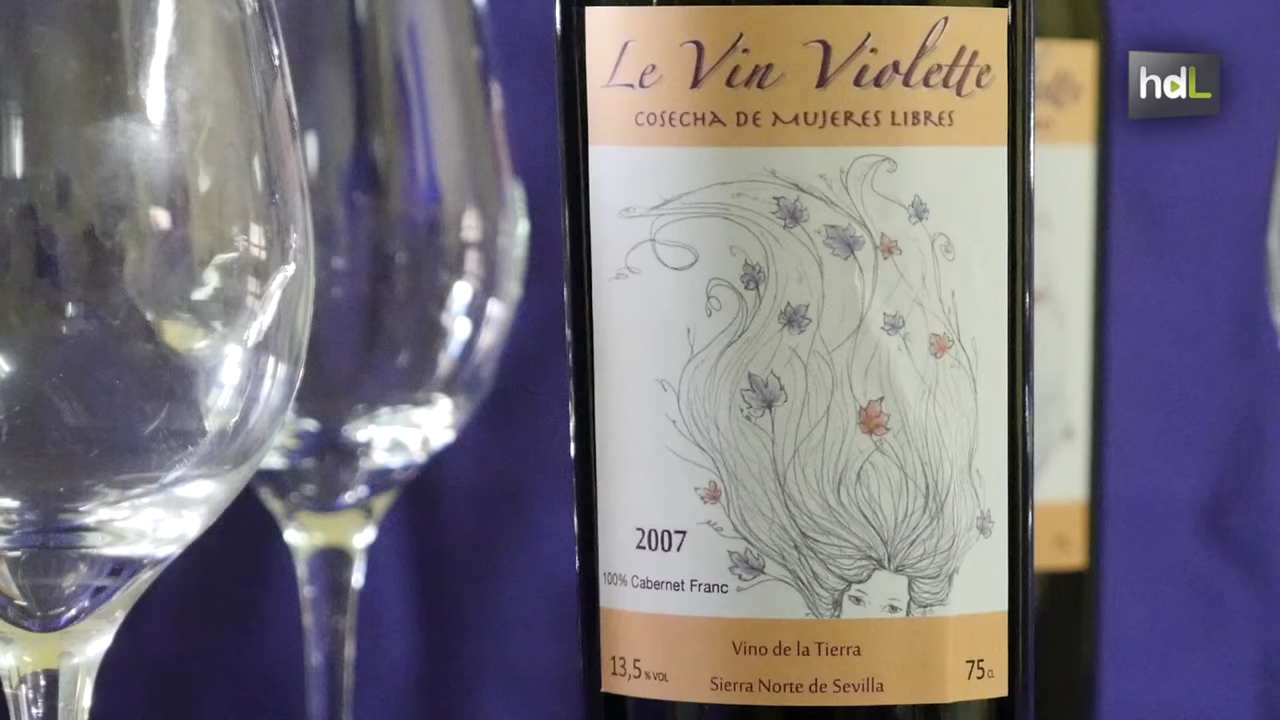 Le Vin Violette
COSECHA DE MUJERES LIBRES
hdL
2007
100% Cabernet Franc
Vino de la Tierra
13,5 % VOL
75 CL
Sierra Norte de Sevilla